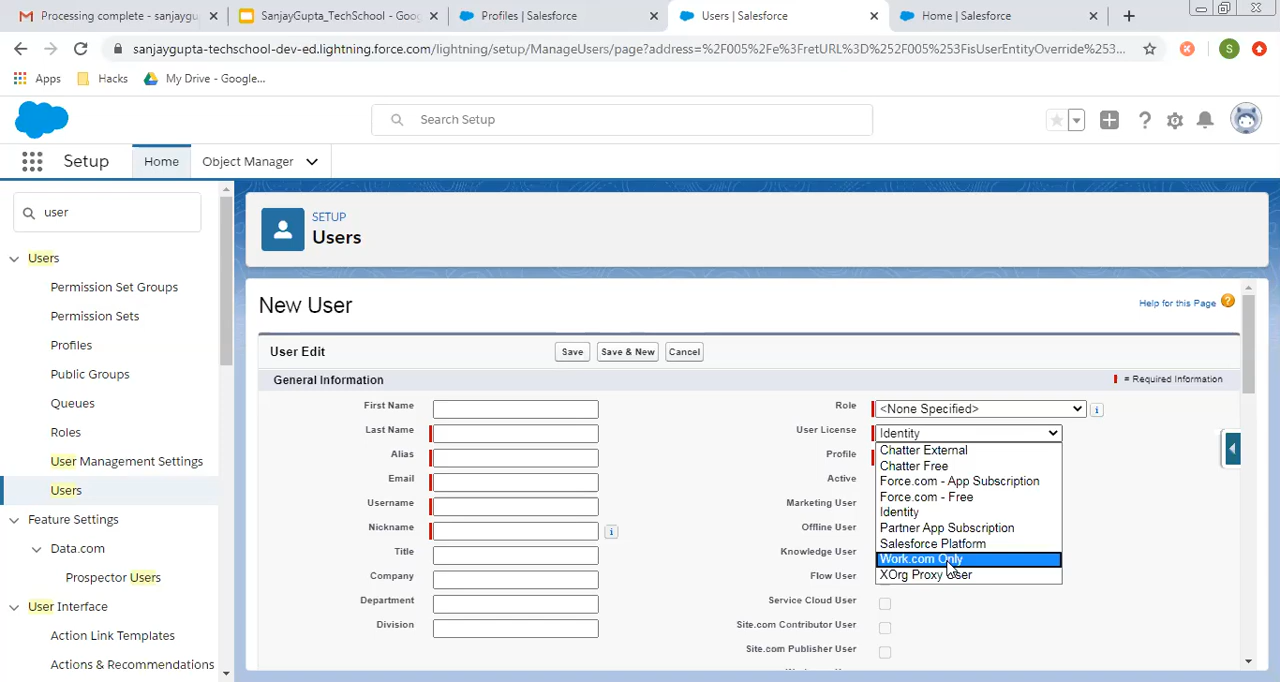 Processing complete - sanjaygu
SanjayGupta_TechSchool - Goog
Profiles | Salesforce
Users | Salesforce
Home | Salesforce
sanjaygupta-techschool-dev-ed.lightning.force.com/lightning/setup/ManageUsers/page?address=%2F005%2Fe%3FretURL%3D%252F005%253FisUserEntityOverride%253...
S
Apps
Hacks
My Drive - Google...
Search Setup
Setup
Home
Object Manager
user
Users
Permission Set Groups
Permission Sets
Profiles
Public Groups
Queues
Roles
User Management Settings
Users
Feature Settings
Data.com
Prospector Users
User Interface
Action Link Templates
Actions & Recommendations
SETUP
Users
New User
Help for this Page
User Edit
Save
Save & New
Cancel
General Information
= Required Information
First Name
Last Name
Alias
Email
Username
Nickname
Title
Company
Department
Division
Role
<None Specified>
User License
Identity
Profile
Active
Marketing User
Offline User
Knowledge User
Flow User
Service Cloud User
Site.com Contributor User
Site.com Publisher User
Chatter External
Chatter Free
Force.com - App Subscription
Force.com - Free
Identity
Partner App Subscription
Salesforce Platform
Work.com Only
XOrg Proxy User